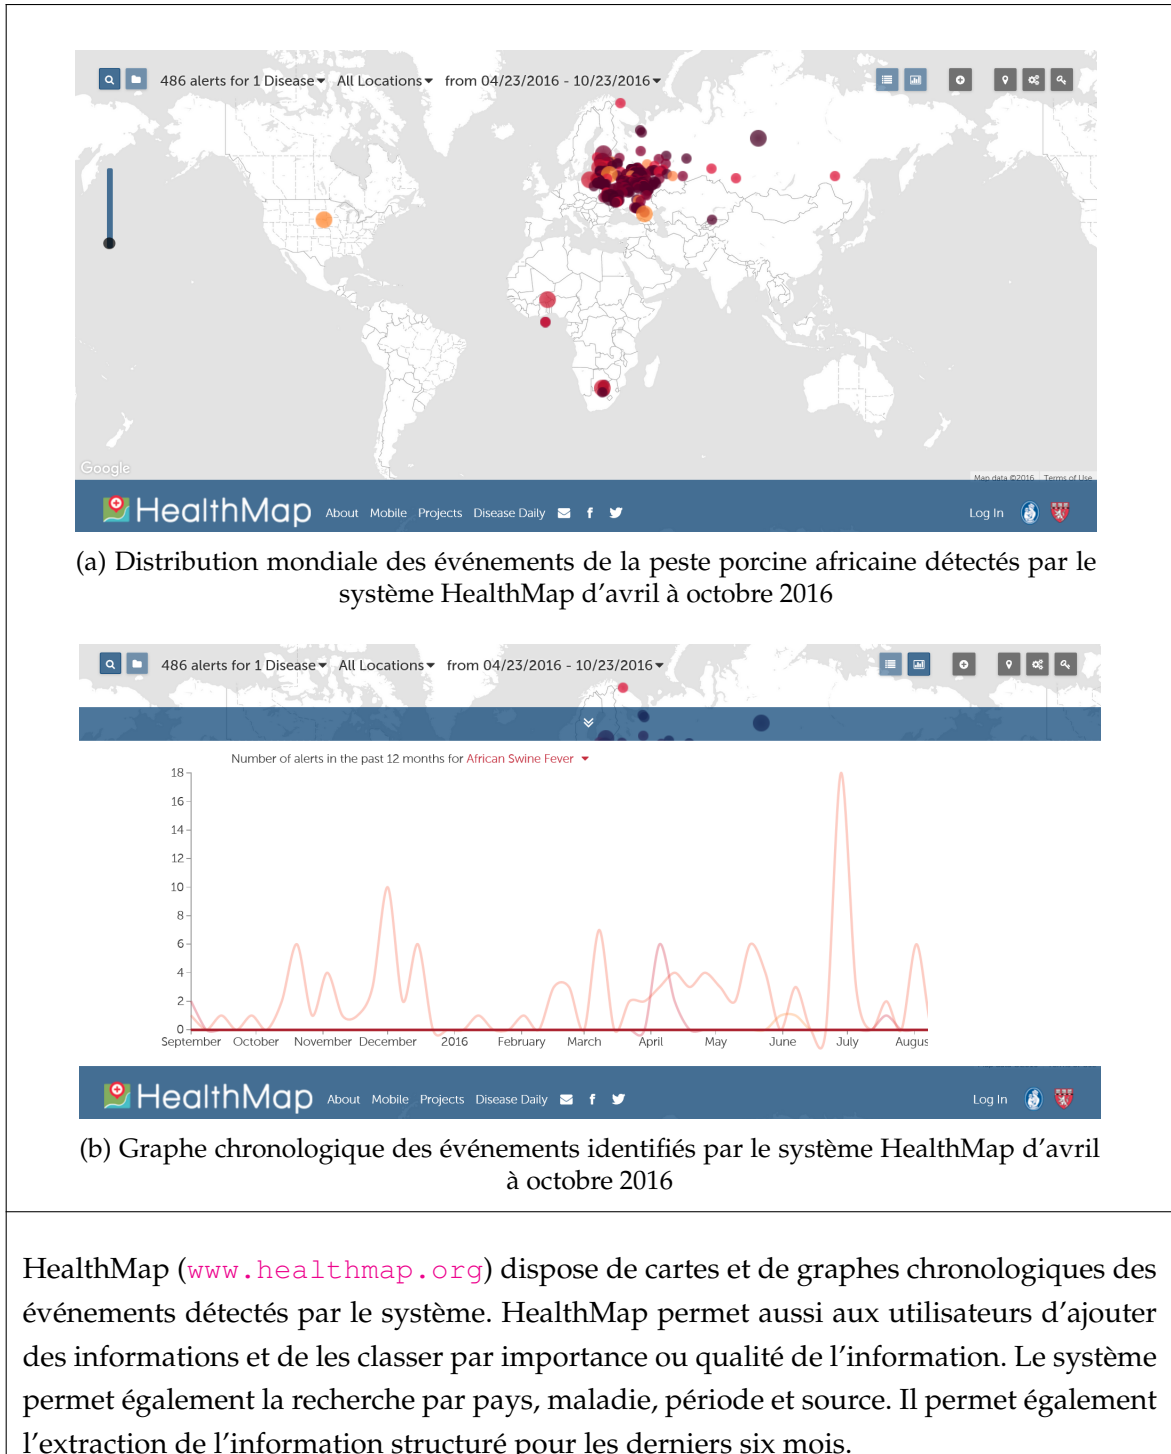 486 alerts for 1 Disease All Locations from 04/23/2016 - 10/23/2016
Google
Map data ©2016 Terms of Use
HealthMap About Mobile Projects Disease Daily f Log In
(a) Distribution mondiale des événements de la peste porcine africaine détectés par le
système HealthMap d'avril à octobre 2016
486 alerts for 1 Disease All Locations from 04/23/2016 - 10/23/2016
Number of alerts in the past 12 months for African Swine Fever
18
16
14
12
10
8
6
4
2
0
September October November December 2016 February March April May June July Augus
HealthMap About Mobile Projects Disease Daily f Log In
(b) Graphe chronologique des événements identifiés par le système HealthMap d'avril
à octobre 2016
HealthMap (www.healthmap.org) dispose de cartes et de graphes chronologiques des
événements détectés par le système. HealthMap permet aussi aux utilisateurs d'ajouter
des informations et de les classer par importance ou qualité de l'information. Le système
permet également la recherche par pays, maladie, période et source. Il permet également
l'extraction de l'information structuré pour les derniers six mois.